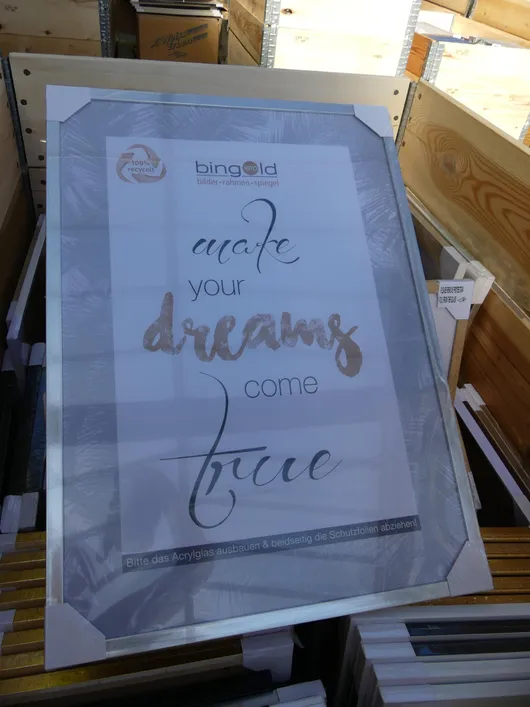 100%
recycelt
bingold
bilder•rahmen•spiegel
make
your
dreams
come
true
Bitte das Acrylglas ausbauen & beidseitig die Schutzfolien abziehen!